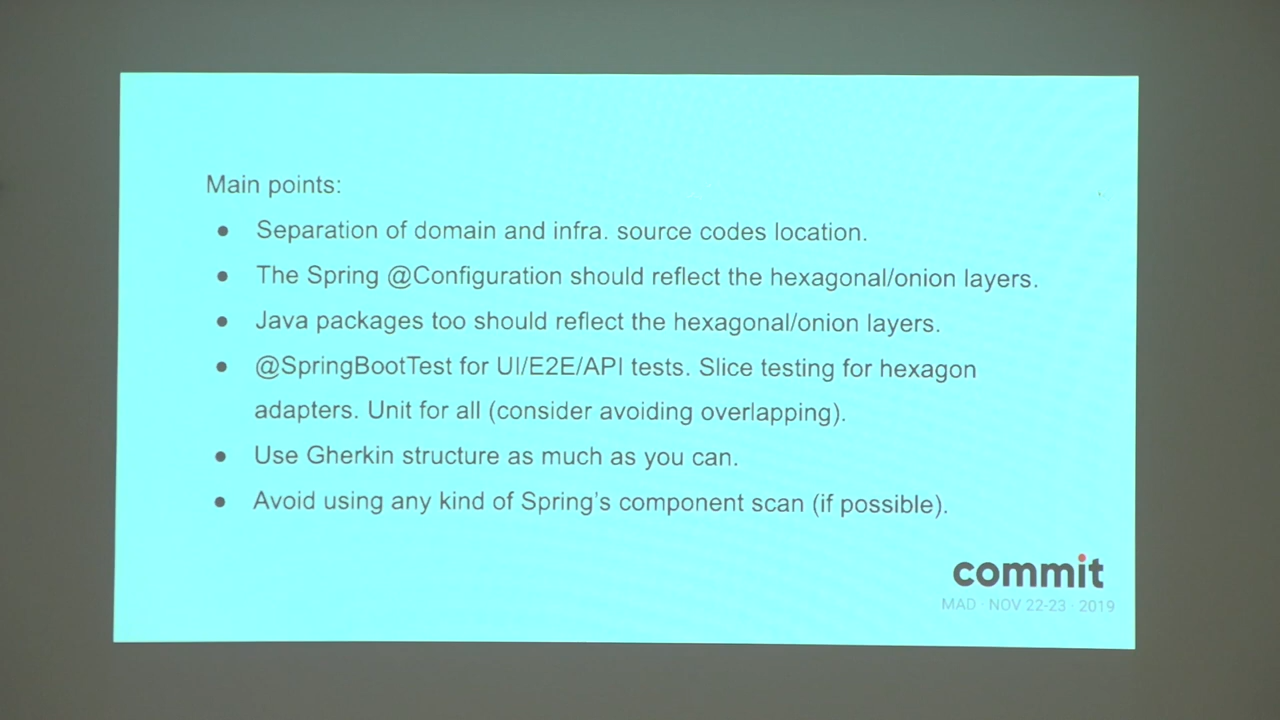 Main points:
● Separation of domain and infra. source codes location.
● The Spring @Configuration should reflect the hexagonal/onion layers.
● Java packages too should reflect the hexagonal/onion layers.
● @SpringBootTest for UI/E2E/API tests. Slice testing for hexagon
adapters. Unit for all (consider avoiding overlapping).
● Use Gherkin structure as much as you can.
● Avoid using any kind of Spring’s component scan (if possible).
commit
MAD · NOV 22-23 · 2019